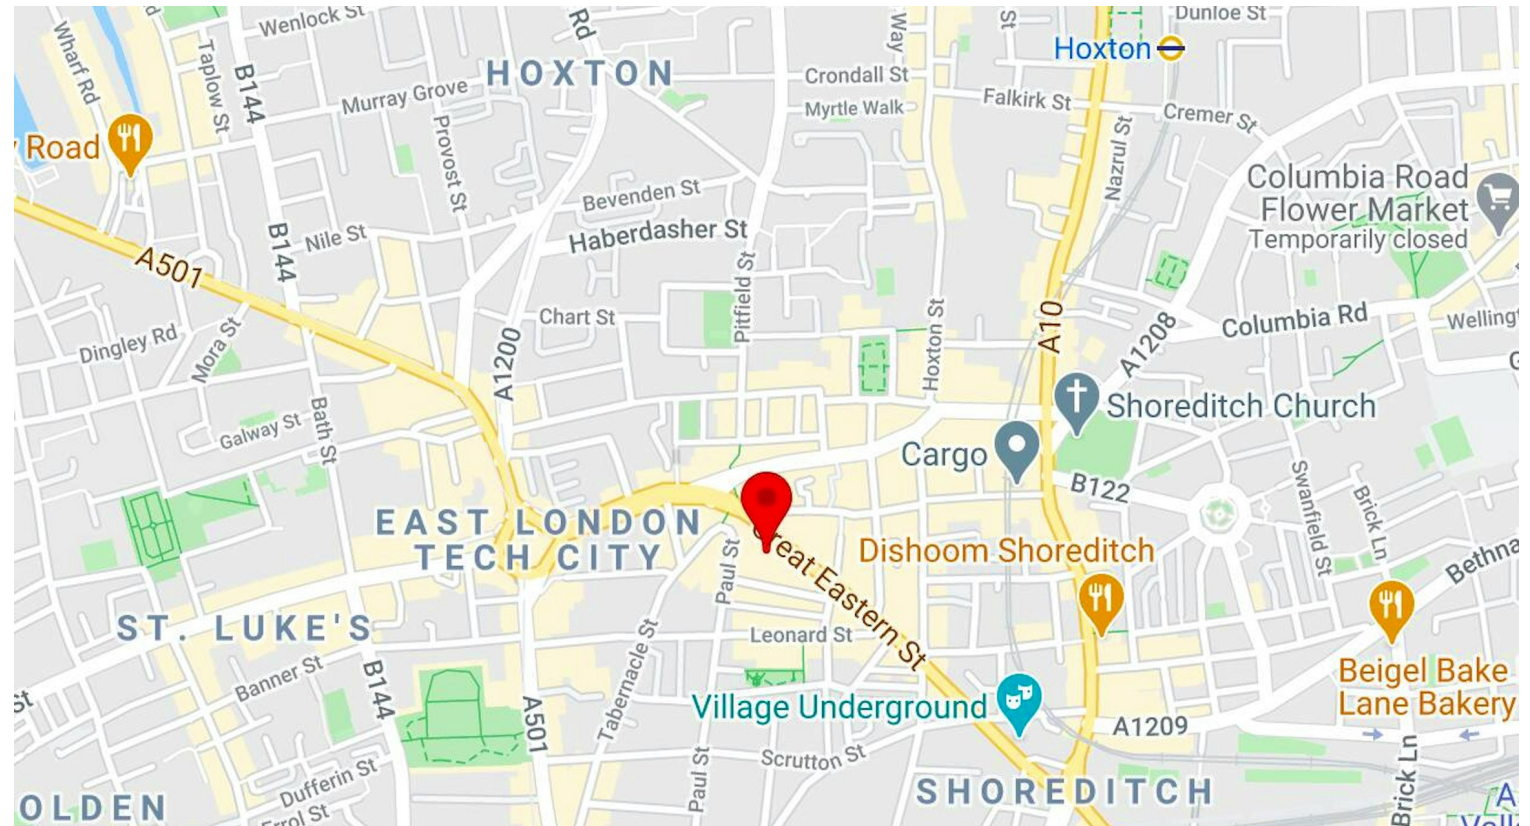 Wenlock St
Rd
Way
St
Dunloe St
Hoxton
Wharf Rd
Taplow St
B144
HOXTON
Crondall St
Murray Grove
Falkirk St
Myrtle Walk
Cremer St
Road
Provost St
Nazrul St
Columbia Road
Flower Market
Temporarily closed
Bevenden St
Haberdasher St
Nile St
B144
A501
Pitfield St
Hoxton St
Chart St
A10
Columbia Rd
A1208
Dingley Rd
Mora St
A1200
Bath St
Galway St
Shoreditch Church
Cargo
B122
Swanfield St
Brick Ln
EAST LONDON
TECH CITY
Great Eastern St
Dishoom Shoreditch
Paul St
ST. LUKE'S
Leonard St
Tabernacle St
Banner St
B144
St
Beigel Bake
Lane Bakery
Village Underground
A501
A1209
Scrutton St
Paul St
Dufferin St
SHOREDITCH
Brick Ln
OLDEN
Errol St